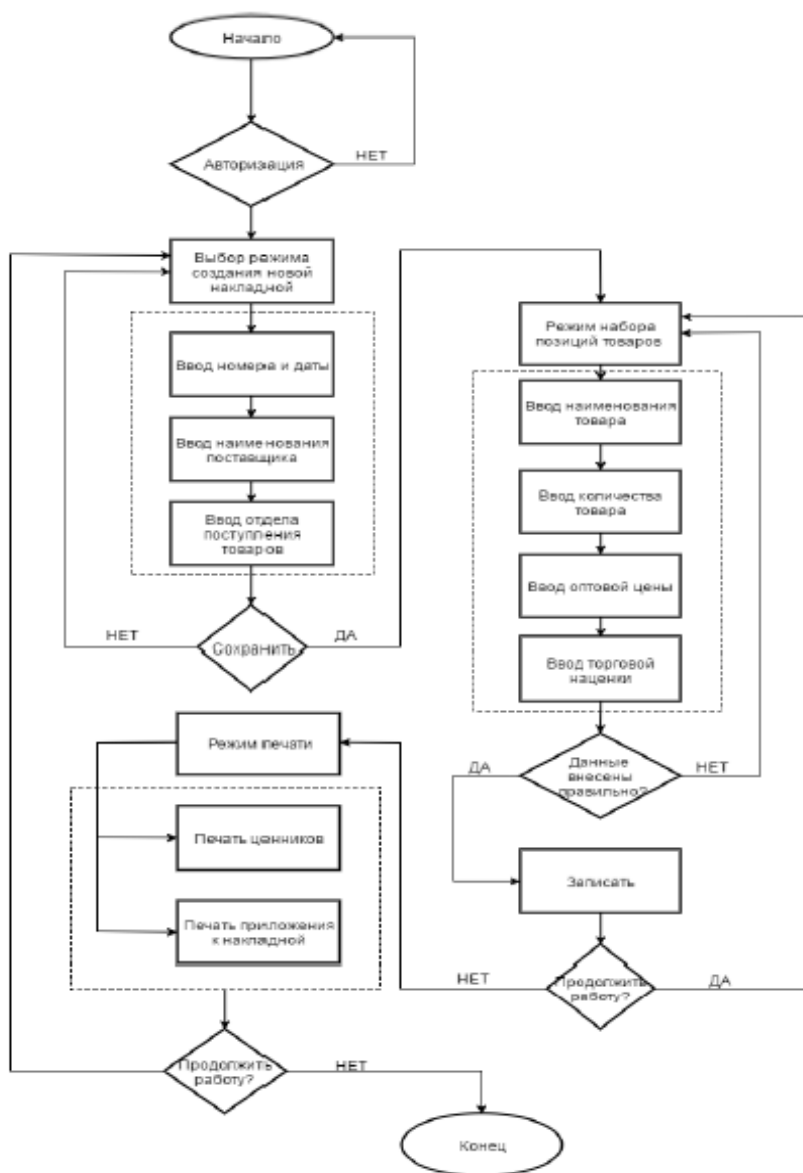 Начало
Авторизация
НЕТ
Выбор режима
создания новой
накладной
Ввод номера и даты
Ввод наименования
поставщика
Ввод отдела
поступления
товаров
НЕТ
Сохранить
ДА
Режим набора
позиций товаров
Ввод наименования
товара
Ввод количества
товара
Ввод оптовой цены
Ввод торговой
наценки
ДА
Данные
внесены
правильно?
НЕТ
Записать
Продолжить
работу?
НЕТ
ДА
Режим печати
Печать ценников
Печать приложения
к накладной
Продолжить
работу?
НЕТ
Конец